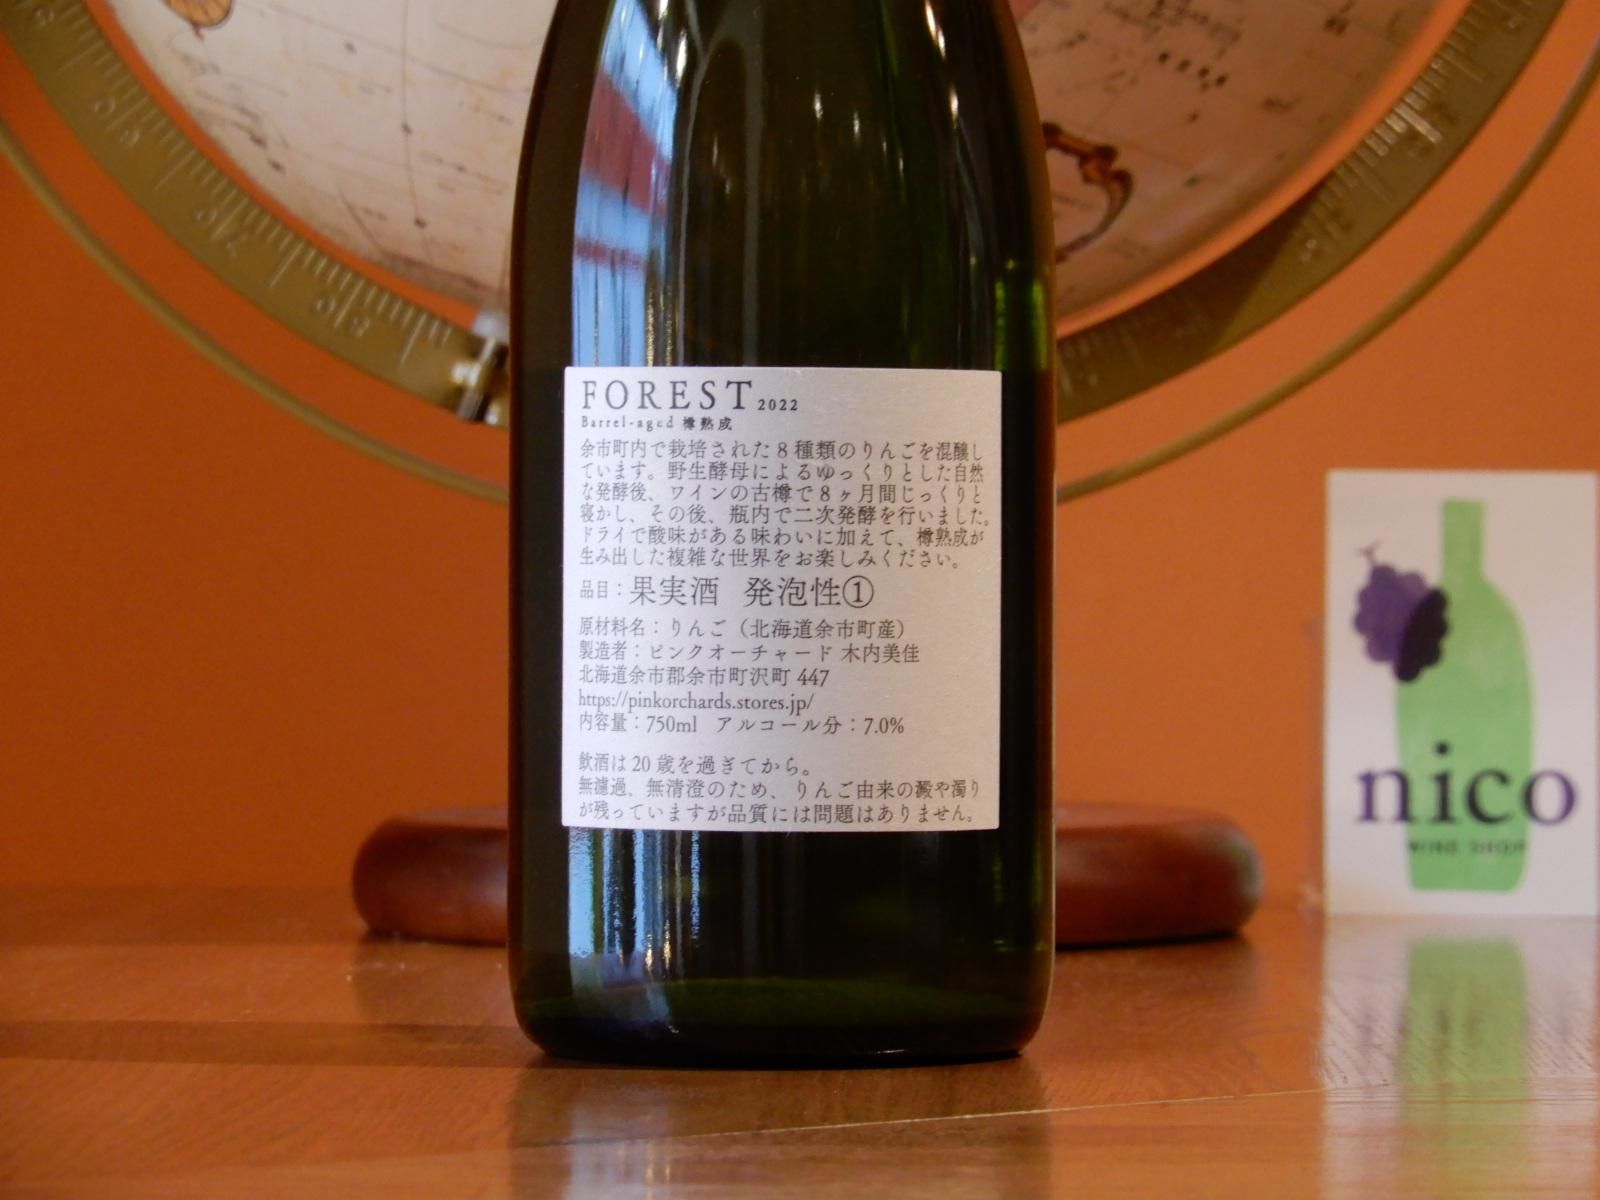 FOREST 2022
Barrel-aged 樽熟成
余市町内で栽培された8種類のりんごを混醸し
ています。野生酵母によるゆっくりとした自然
な発酵後、ワインの古樽で8ヶ月間じっくりと
寝かし、その後、瓶内で二次発酵を行いました。
ドライで酸味がある味わいに加えて、樽熟成が
生み出した複雑な世界をお楽しみください。
品目：果実酒 発泡性①
原材料名：りんご（北海道余市町産）
製造者：ピンクオーチャード 木内美佳
北海道余市郡余市町沢町 447
https://pinkorchards.stores.jp/
内容量：750ml アルコール分：7.0%
飲酒は20歳を過ぎてから。
無濾過、無清澄のため、りんご由来の澱や濁り
が残っていますが品質には問題はありません。
nico
WINE SHOP